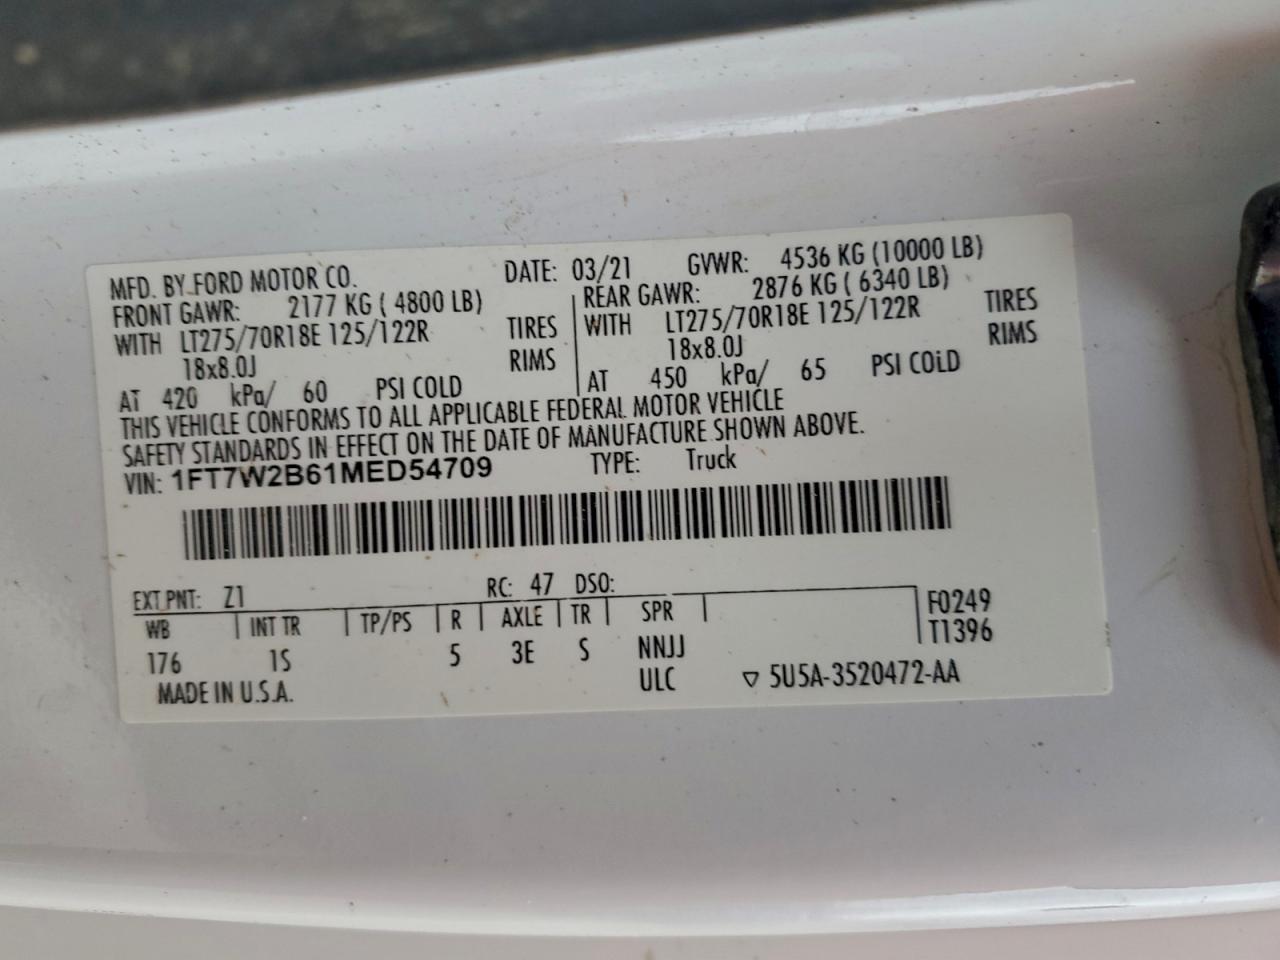 MFD. BY FORD MOTOR CO. DATE: 03/21 GVWR: 4536 KG (10000 LB)
FRONT GAWR: 2177 KG ( 4800 LB) REAR GAWR: 2876 KG ( 6340 LB)
WITH LT275/70R18E 125/122R TIRES WITH LT275/70R18E 125/122R TIRES
18x8.0J RIMS 18x8.0J RIMS
AT 420 kPa/ 60 PSI COLD AT 450 kPa/ 65 PSI COLD
THIS VEHICLE CONFORMS TO ALL APPLICABLE FEDERAL MOTOR VEHICLE
SAFETY STANDARDS IN EFFECT ON THE DATE OF MANUFACTURE SHOWN ABOVE.
VIN: 1FT7W2B61MED54709 TYPE: Truck
EXT PNT: Z1 RC: 47 DSO:
WB INT TR TP/PS R AXLE TR SPR F0249
176 1S 5 3E S NNJJ T1396
MADE IN U.S.A. ULC ▽ 5U5A-3520472-AA